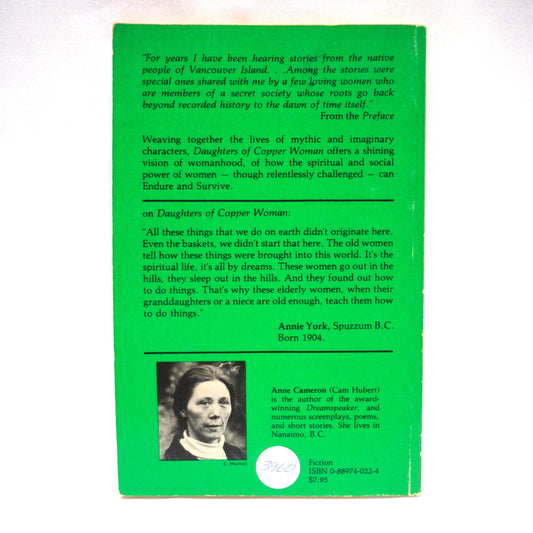 "For years I have been hearing stories from the native
people of Vancouver Island. . .Among the stories were
special ones shared with me by a few loving women who
are members of a secret society whose roots go back
beyond recorded history to the dawn of time itself."
From the Preface
Weaving together the lives of mythic and imaginary
characters, Daughters of Copper Woman offers a shining
vision of womanhood, of how the spiritual and social
power of women — though relentlessly challenged — can
Endure and Survive.
on Daughters of Copper Woman:
"All these things that we do on earth didn't originate here.
Even the baskets, we didn't start that here. The old women
tell how these things were brought into this world. It's the
spiritual life, it's all by dreams. These women go out in the
hills, they sleep out in the hills. And they found out how
to do things. That's why these elderly women, when their
granddaughters or a niece are old enough, teach them how
to do things."
Annie York, Spuzzum B.C.
Born 1904.
Anne Cameron (Cam Hubert)
is the author of the award-
winning Dreamspeaker, and
numerous screenplays, poems,
and short stories. She lives in
Nanaimo, B.C.
3960
Fiction
ISBN 0-88974-022-4
$7.95